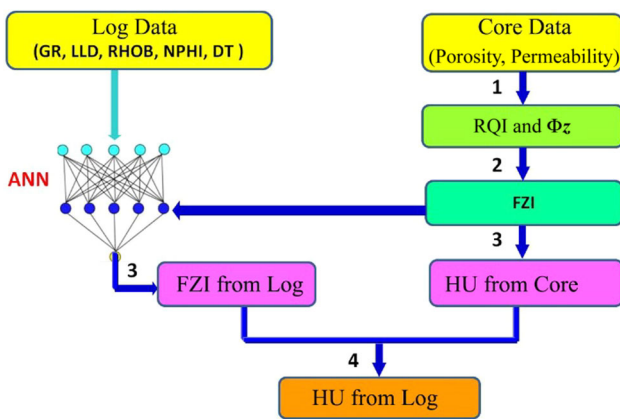 Log Data
(GR, LLD, RHOB, NPHI, DT )
Core Data
(Porosity, Permeability)
1
RQI and Φz
2
ANN
FZI
3
3
FZI from Log
HU from Core
4
HU from Log